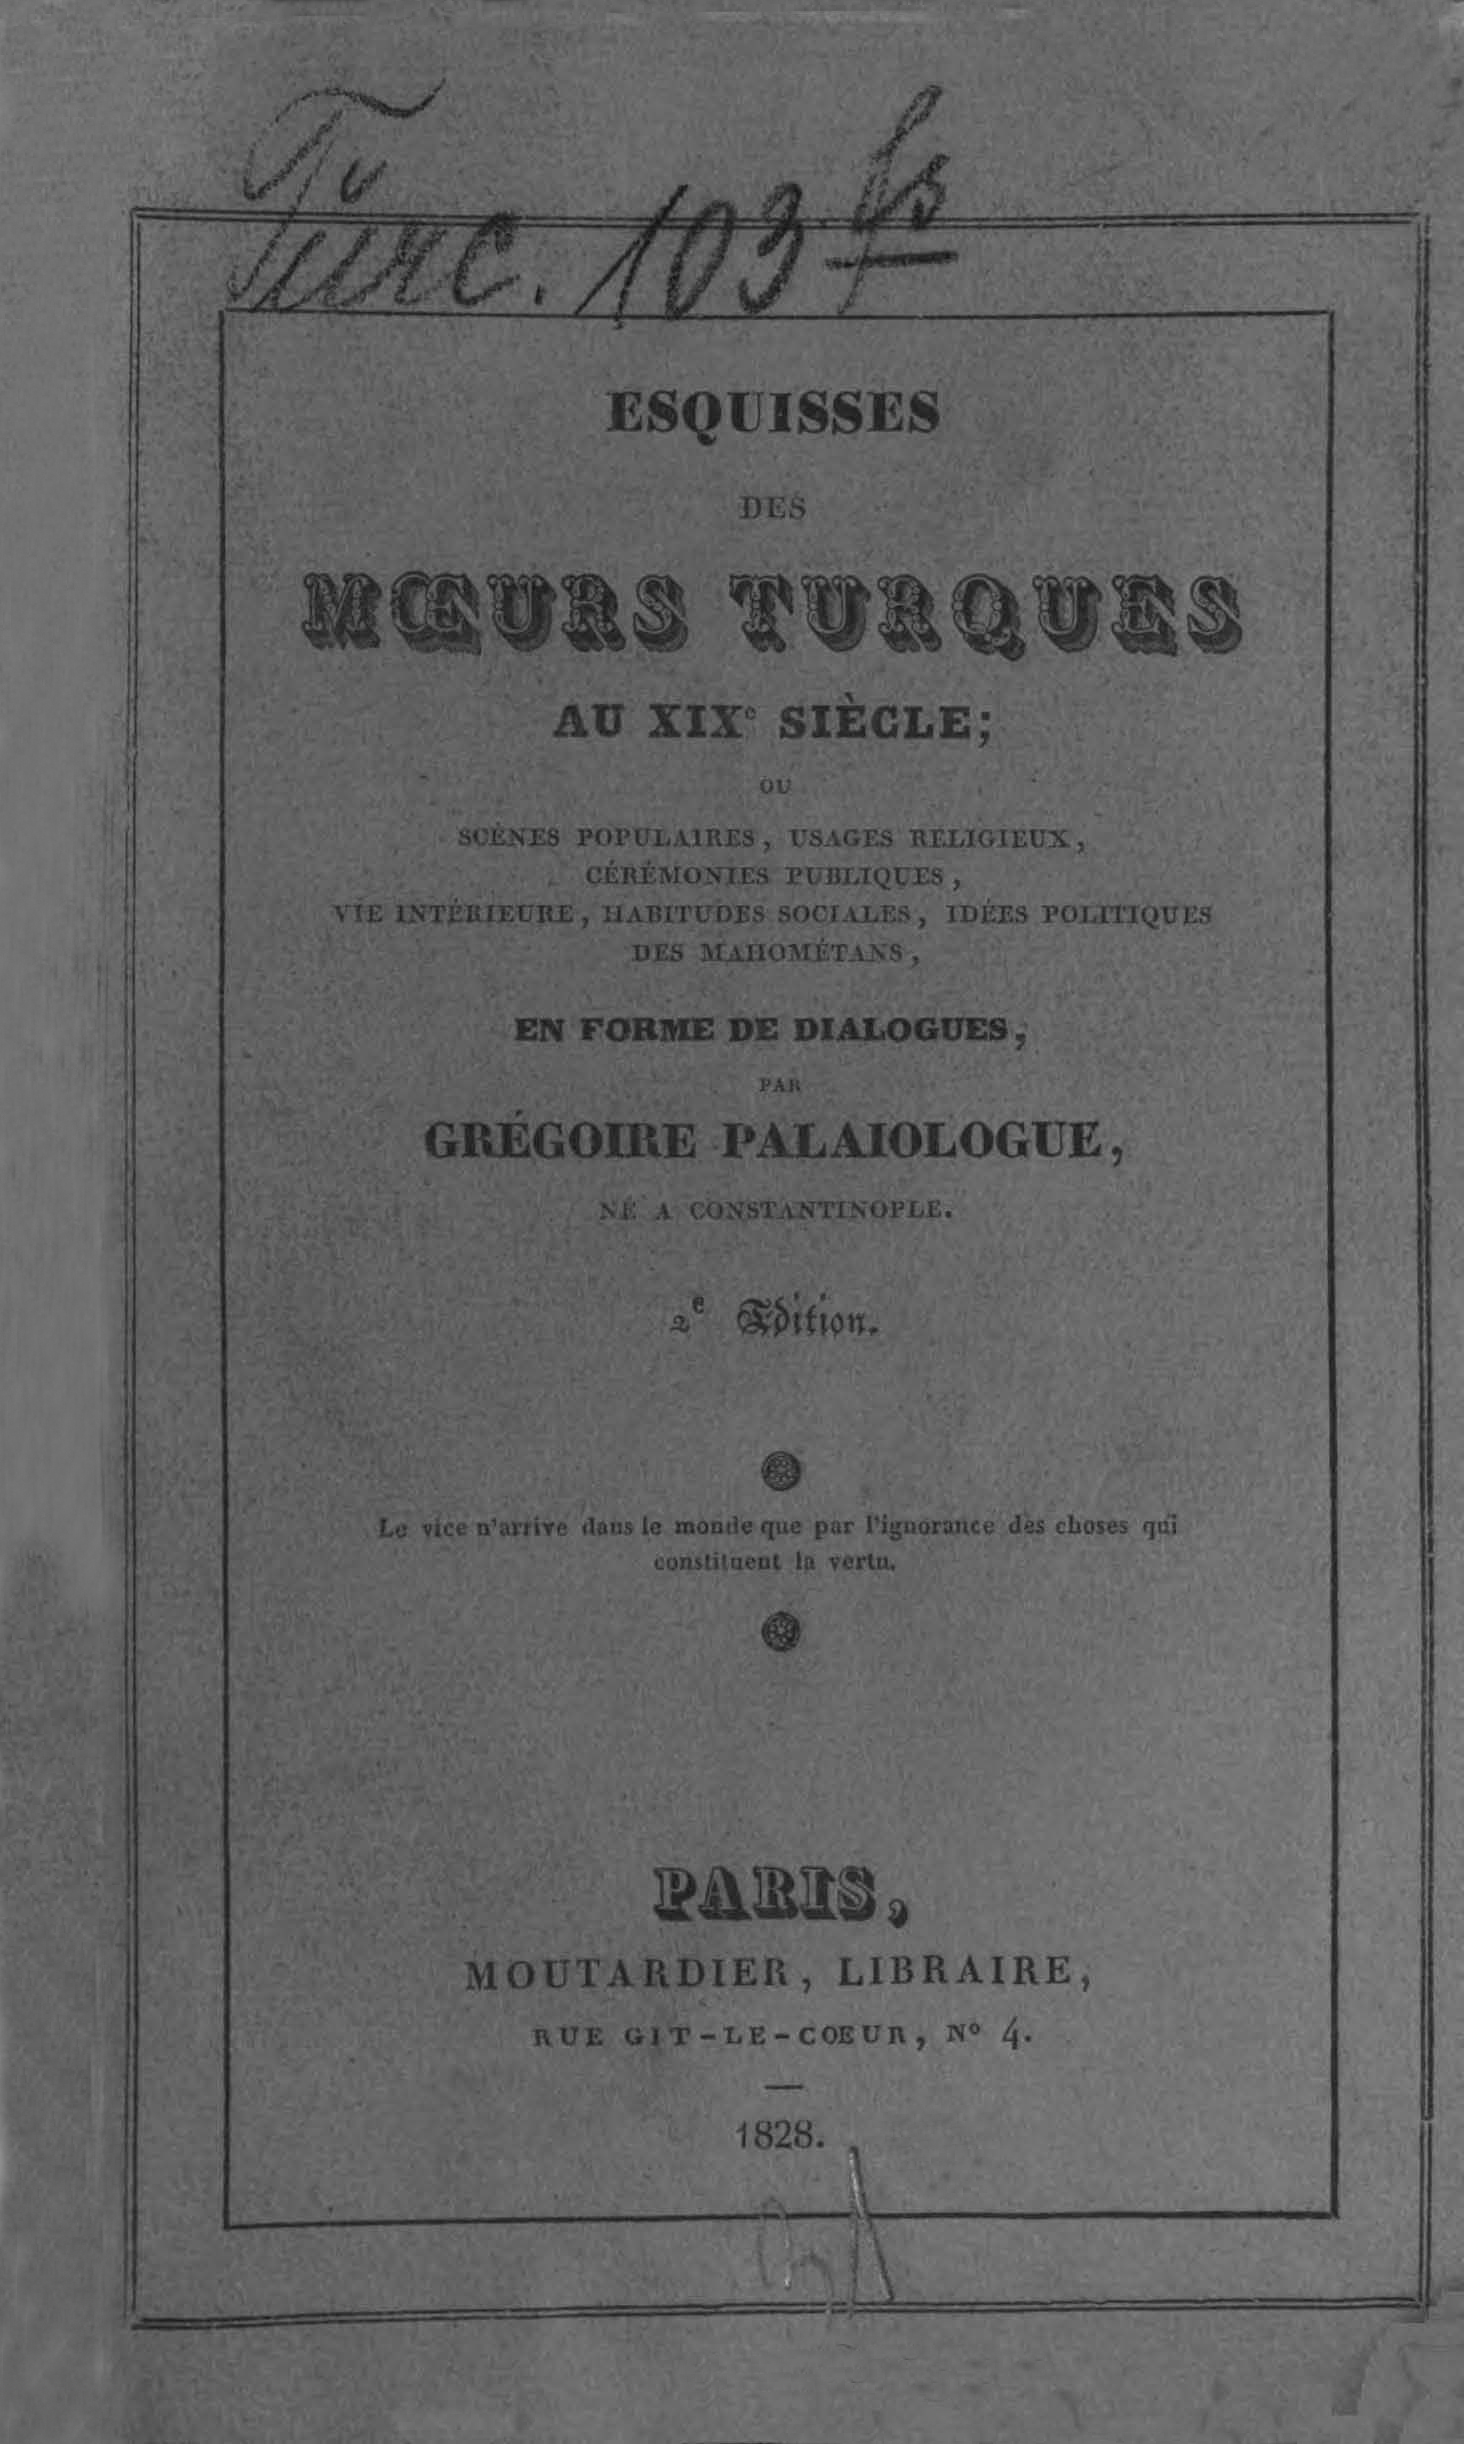 Turc. 103 fs
ESQUISSES
DES
MŒURS TURQUES
AU XIXe SIÈCLE;
OU
SCÈNES POPULAIRES, USAGES RELIGIEUX,
CÉRÉMONIES PUBLIQUES,
VIE INTÉRIEURE, HABITUDES SOCIALES, IDÉES POLITIQUES
DES MAHOMÉTANS,
EN FORME DE DIALOGUES,
PAR
GRÉGOIRE PALAIOLOGUE,
NÉ A CONSTANTINOPLE.
2e Edition.
Le vice n'arrive dans le monde que par l'ignorance des choses qui
constituent la vertu.
PARIS,
MOUTARDIER, LIBRAIRE,
RUE GIT-LE-COEUR, No 4.
1828.